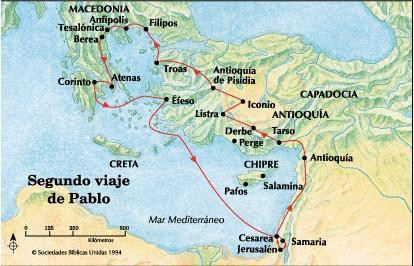 MACEDONIA
Anfípolis
Tesalónica
Filipos
Berea
Troas
Antioquía
de Pisidia
Corinto
Atenas
Éfeso
Iconio
CAPADOCIA
Listra
ANTIOQUÍA
Derbe
Tarso
Perge
Antioquía
CRETA
CHIPRE
Salamina
Pafos
Segundo viaje
de Pablo
Mar Mediterráneo
Cesarea
Samaría
Jerusalén
0 100 250 500
Kilómetros
© Sociedades Bíblicas Unidas 1994